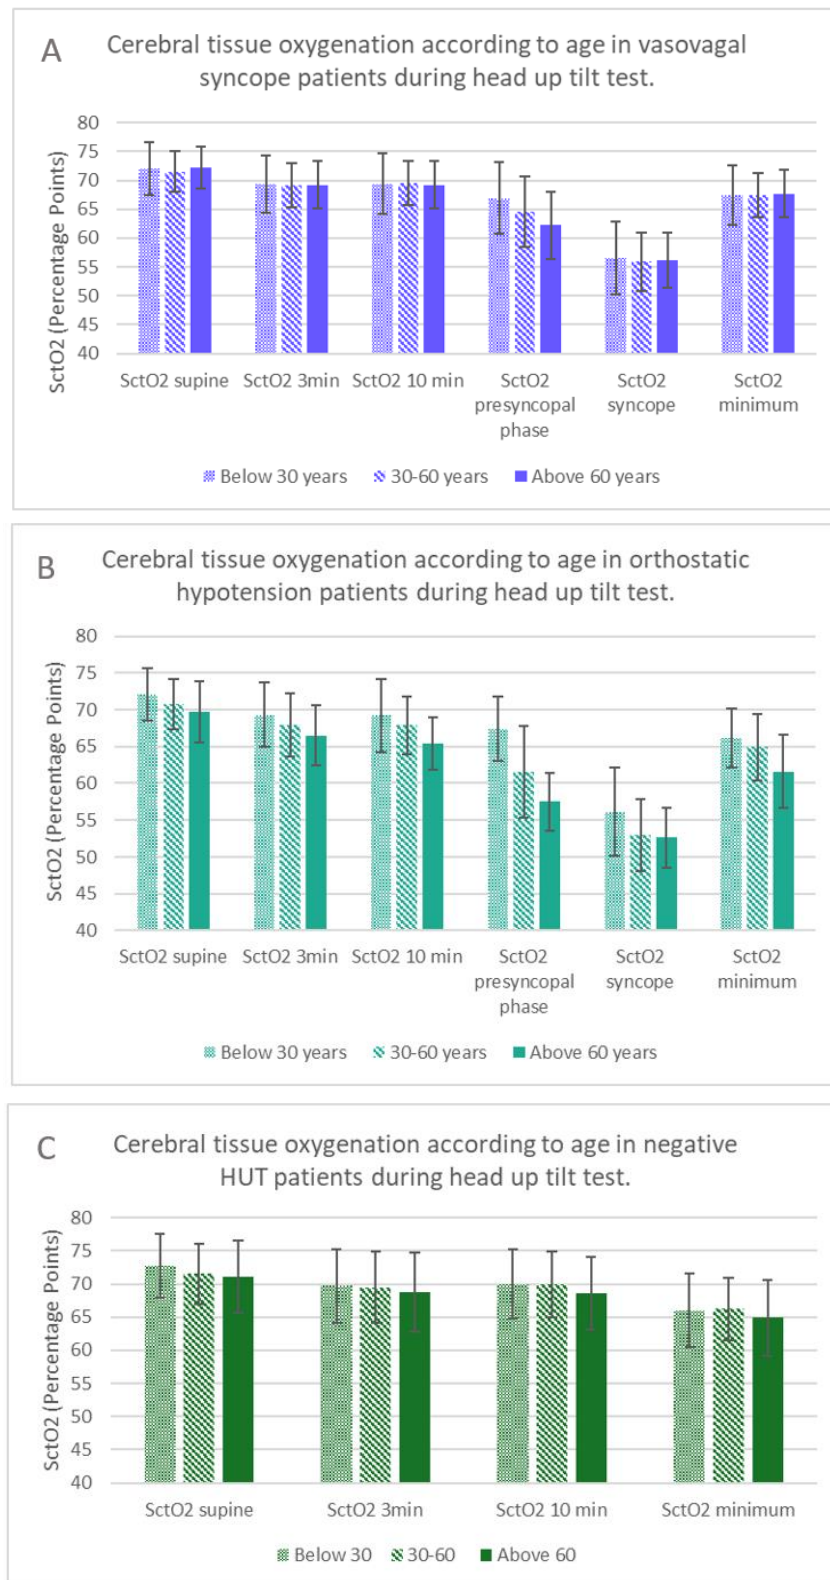 A
Cerebral tissue oxygenation according to age in vasovagal
syncope patients during head up tilt test.
SctO2 (Percentage Points)
80
75
70
65
60
55
50
45
40
SctO2 supine SctO2 3min SctO2 10 min SctO2 SctO2 SctO2
presyncopal syncope minimum
phase
Below 30 years 30-60 years Above 60 years
B
Cerebral tissue oxygenation according to age in orthostatic
hypotension patients during head up tilt test.
SctO2 (Percentage Points)
80
75
70
65
60
55
50
45
40
SctO2 supine SctO2 3min SctO2 10 min SctO2 SctO2 SctO2
presyncopal syncope minimum
phase
Below 30 years 30-60 years Above 60 years
C
Cerebral tissue oxygenation according to age in negative
HUT patients during head up tilt test.
SctO2 (Percentage Points)
80
75
70
65
60
55
50
45
40
SctO2 supine SctO2 3min SctO2 10 min SctO2 minimum
Below 30 30-60 Above 60